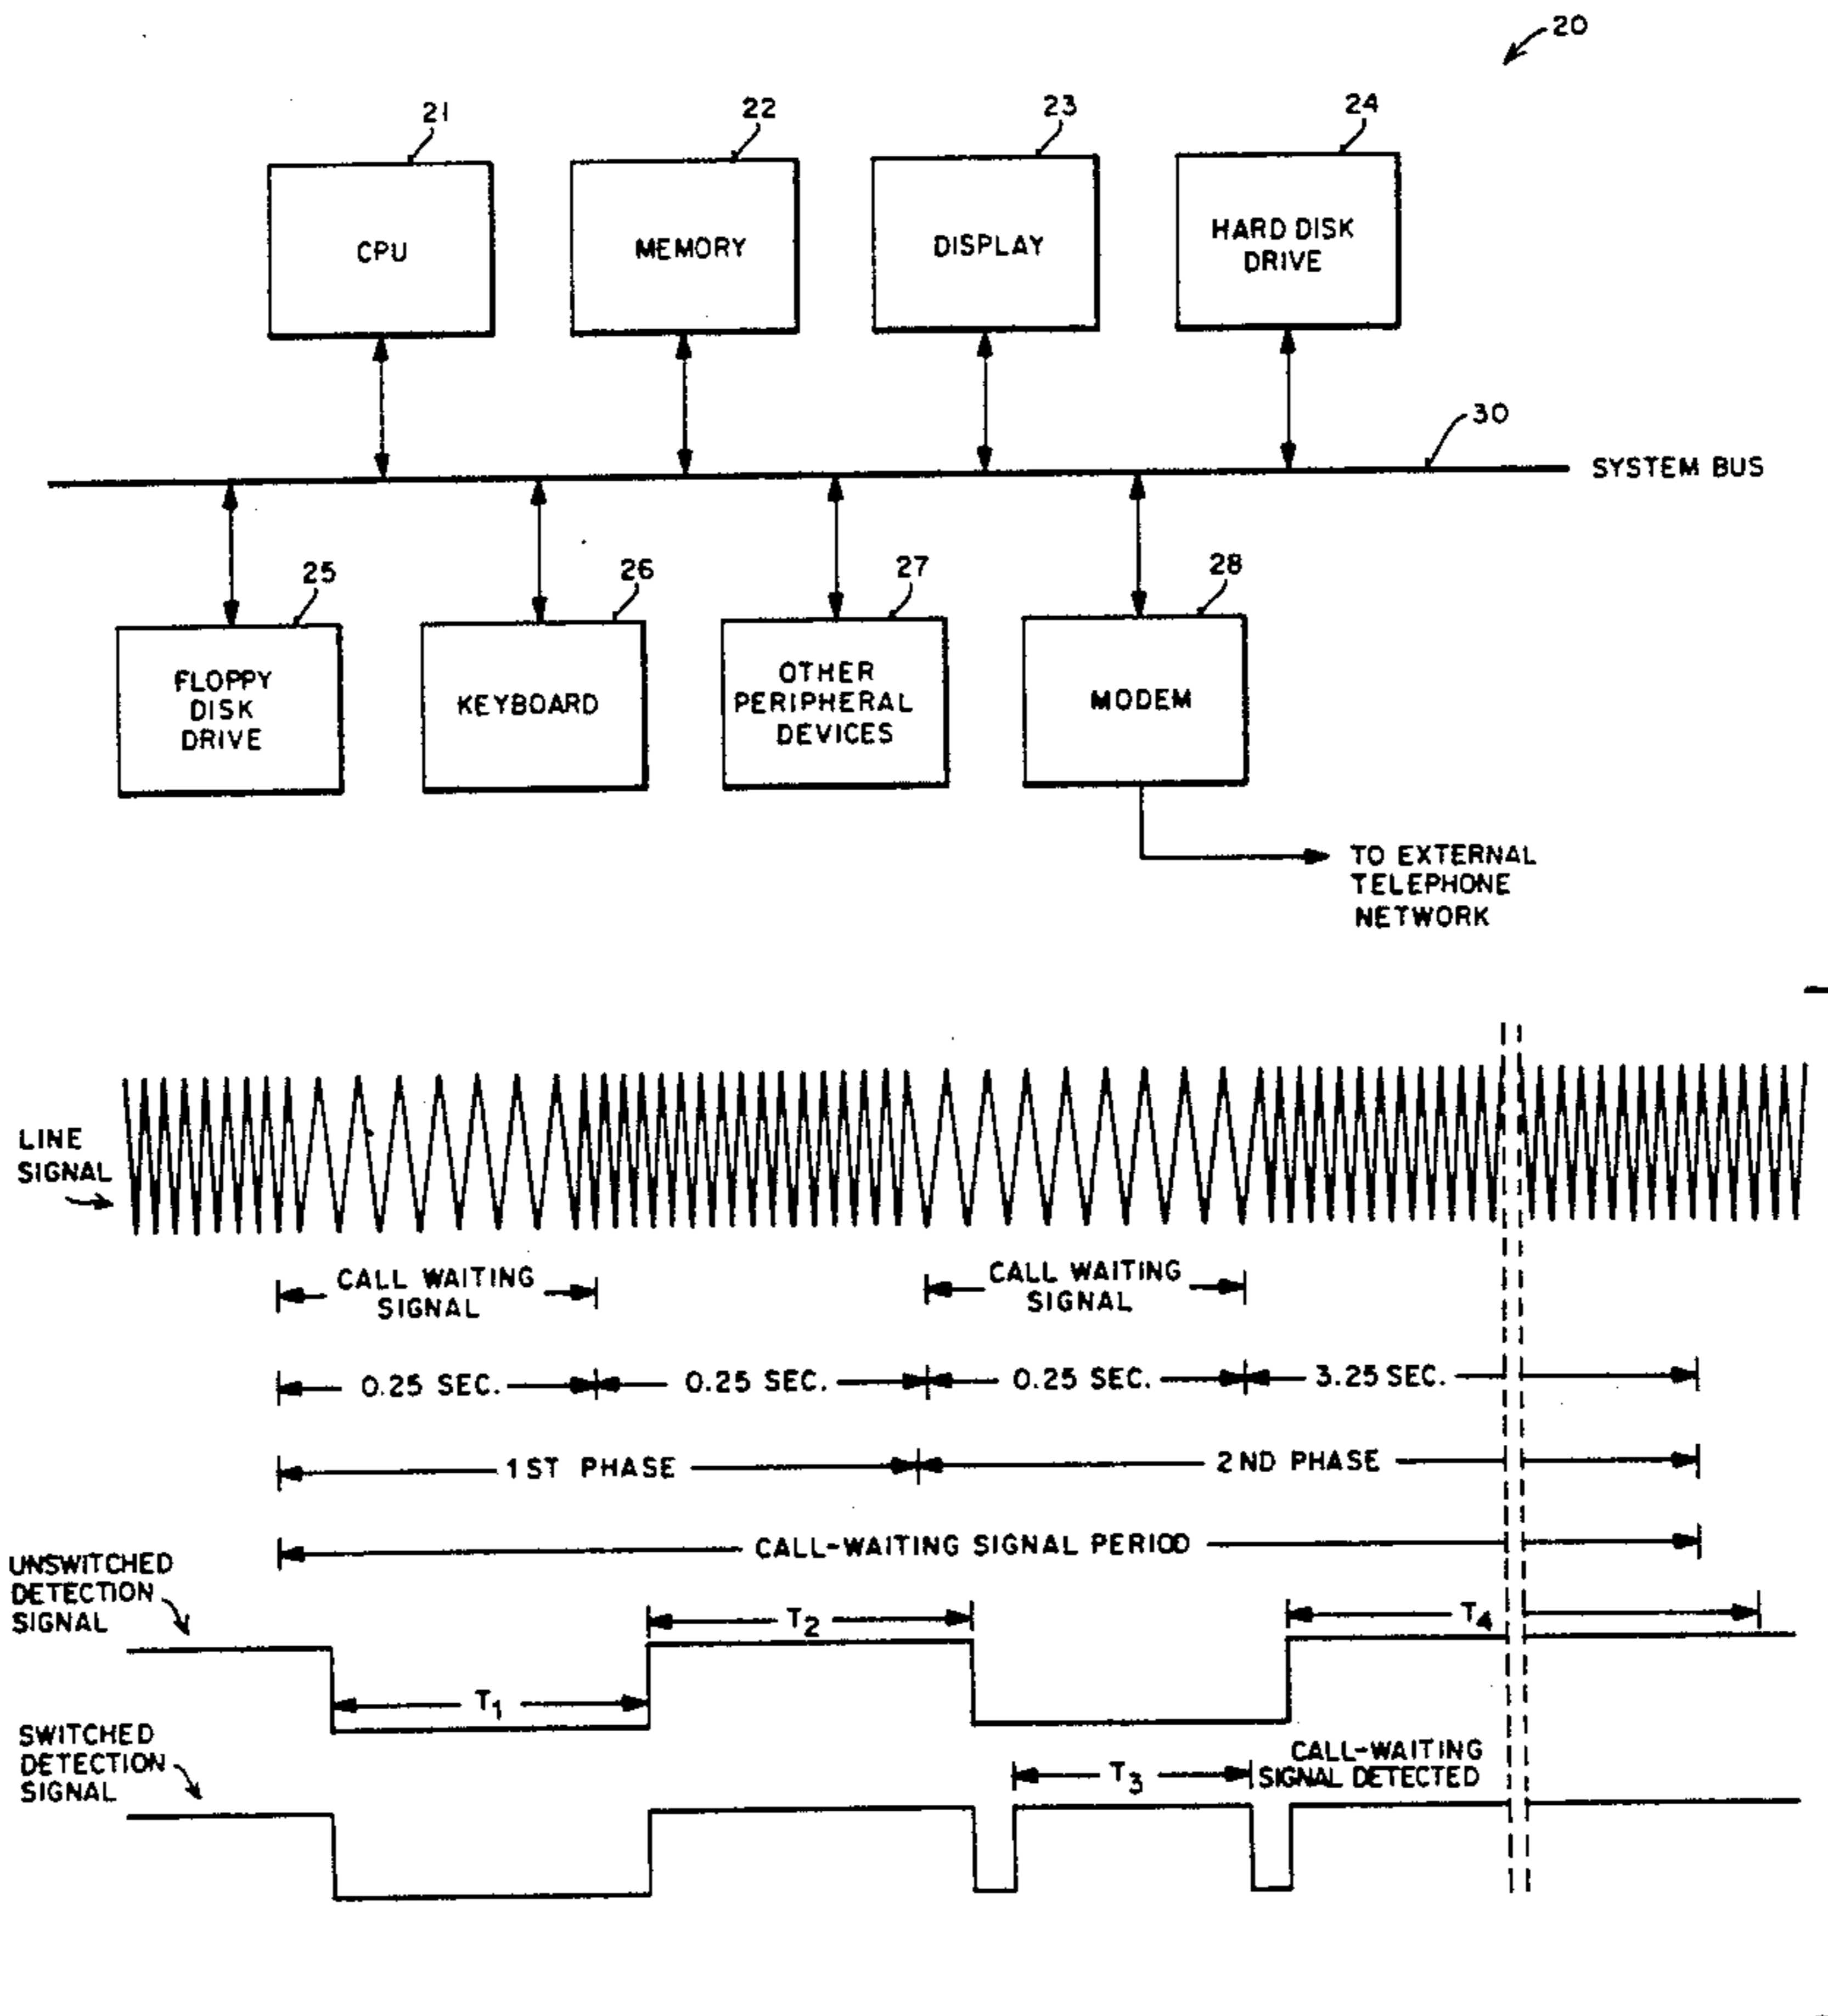 20
21
22
23
24
CPU
MEMORY
DISPLAY
HARD DISK
DRIVE
30
SYSTEM BUS
25
26
27
28
FLOPPY
DISK
DRIVE
KEYBOARD
OTHER
PERIPHERAL
DEVICES
MODEM
TO EXTERNAL
TELEPHONE
NETWORK
LINE
SIGNAL
CALL WAITING
SIGNAL
CALL WAITING
SIGNAL
0.25 SEC.
0.25 SEC.
0.25 SEC.
3.25 SEC.
1ST PHASE
2ND PHASE
CALL-WAITING SIGNAL PERIOD
UNSWITCHED
DETECTION
SIGNAL
T2
T4
T1
SWITCHED
DETECTION
SIGNAL
T3
CALL-WAITING
SIGNAL DETECTED